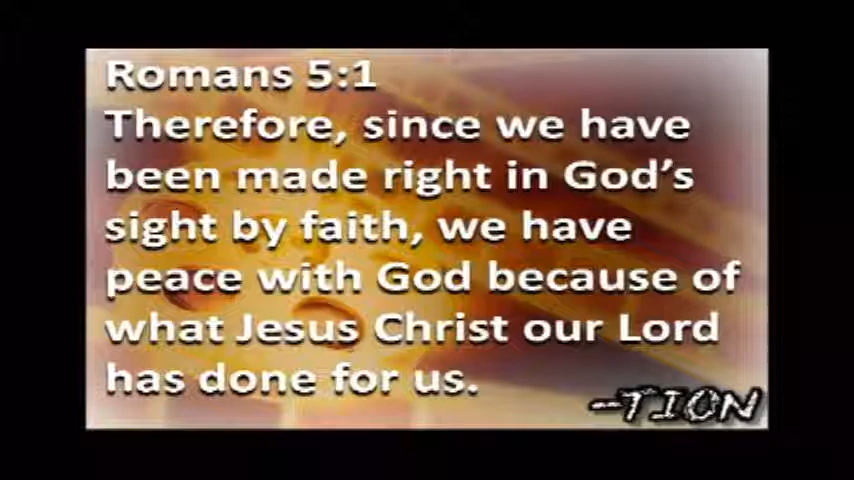 Romans 5:1
Therefore, since we have
been made right in God's
sight by faith, we have
peace with God because of
what Jesus Christ our Lord
has done for us.
-TION